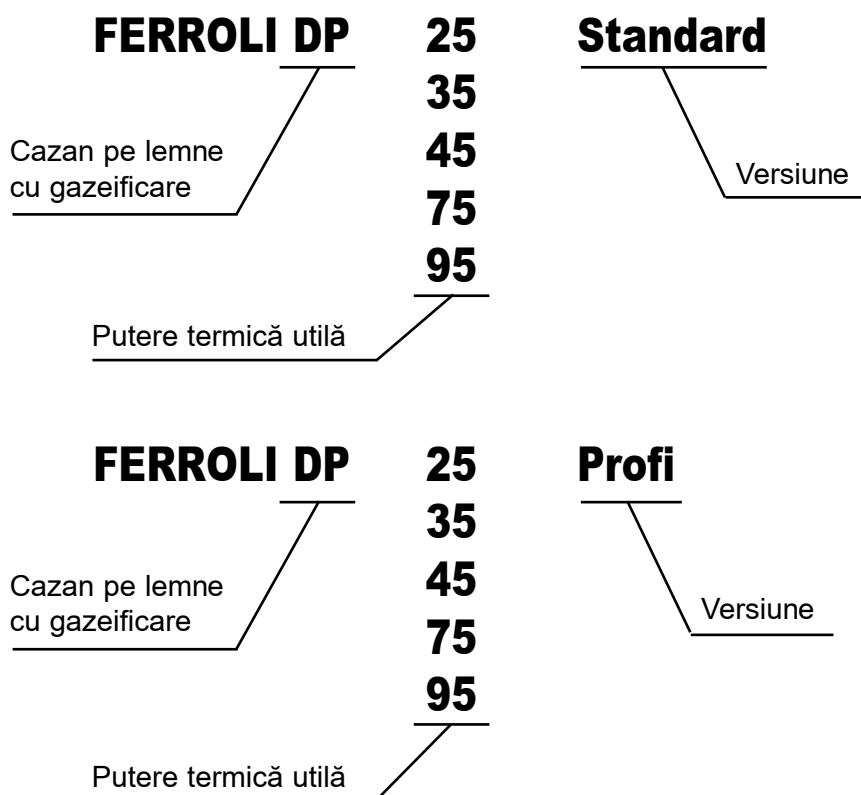 FERROLI DP 25 Standard
35
Cazan pe lemne
cu gazeificare
45
Versiune
75
95
Putere termică utilă
FERROLI DP 25 Profi
35
Cazan pe lemne
cu gazeificare
45
Versiune
75
95
Putere termică utilă